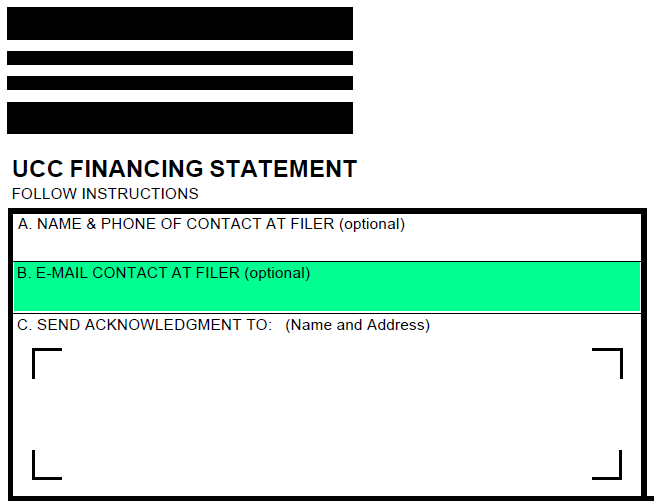 UCC FINANCING STATEMENT
FOLLOW INSTRUCTIONS
A. NAME & PHONE OF CONTACT AT FILER (optional)
B. E-MAIL CONTACT AT FILER (optional)
C. SEND ACKNOWLEDGMENT TO: (Name and Address)